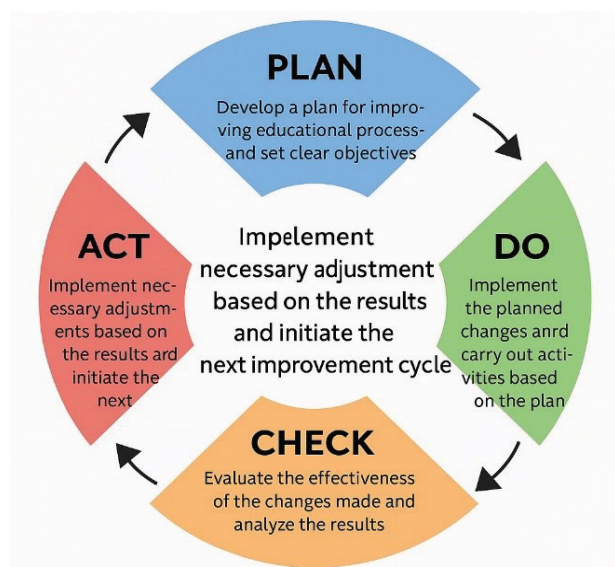 PLAN
Develop a plan for impro-
ving educational process-
and set clear objectives
DO
Implement
the planned
changes anrd
carry out acti-
vities based
on the plan
CHECK
Evaluate the effectiveness
of the changes made and
analyze the results
ACT
Implement nec-
essary adjustm-
ents based on
the results ard
initiate the
next
Impelement
necessary adjustment
based on the results
and initiate the
next improvement cycle